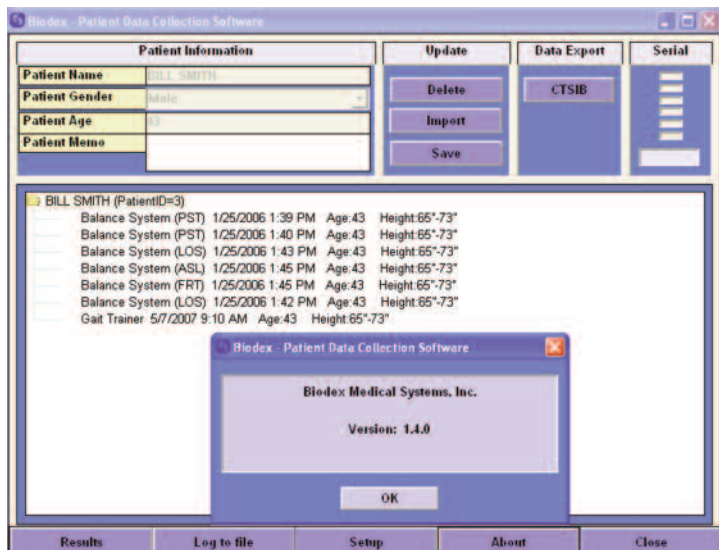 Biodex - Patient Data Collection Software
Patient Information
Update
Data Export
Serial
Patient Name
BILL SMITH
Patient Gender
Male
Patient Age
43
Patient Memo
Delete
Import
Save
CTSIB
BILL SMITH (PatientID=3)
Balance System (PST) 1/25/2006 1:39 PM Age:43 Height:65"-73"
Balance System (PST) 1/25/2006 1:40 PM Age:43 Height:65"-73"
Balance System (LOS) 1/25/2006 1:43 PM Age:43 Height:65"-73"
Balance System (ASL) 1/25/2006 1:45 PM Age:43 Height:65"-73"
Balance System (FRT) 1/25/2006 1:45 PM Age:43 Height:65"-73"
Balance System (LOS) 1/25/2006 1:42 PM Age:43 Height:65"-73"
Gait Trainer 5/7/2007 9:10 AM Age:43 Height:65"-73"
Biodex - Patient Data Collection Software
Biodex Medical Systems, Inc.
Version: 1.4.0
OK
Results
Log to file
Setup
About
Close